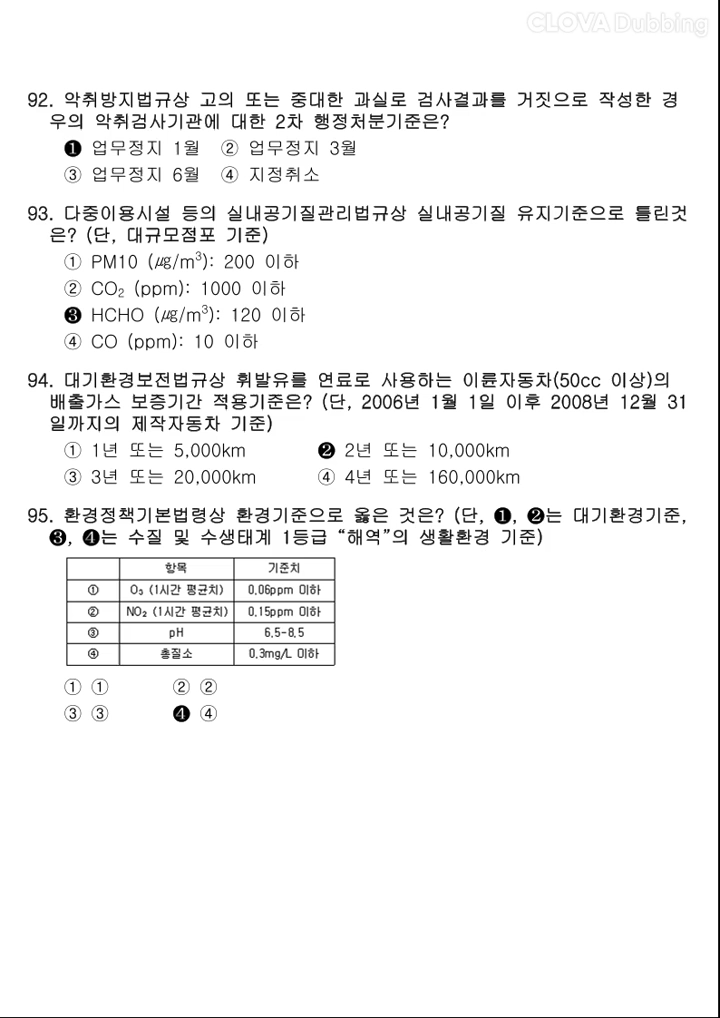 CLOVA Dubbing
92. 악취방지법규상 고의 또는 중대한 과실로 검사결과를 거짓으로 작성한 경
우의 악취검사기관에 대한 2차 행정처분기준은?
❶ 업무정지 1월 ② 업무정지 3월
③ 업무정지 6월 ④ 지정취소
93. 다중이용시설 등의 실내공기질관리법규상 실내공기질 유지기준으로 틀린것
은? (단, 대규모점포 기준)
① PM10 (㎍/m³): 200 이하
② CO₂ (ppm): 1000 이하
❸ HCHO (㎍/m³): 120 이하
④ CO (ppm): 10 이하
94. 대기환경보전법규상 휘발유를 연료로 사용하는 이륜자동차(50cc 이상)의
배출가스 보증기간 적용기준은? (단, 2006년 1월 1일 이후 2008년 12월 31
일까지의 제작자동차 기준)
① 1년 또는 5,000km ❷ 2년 또는 10,000km
③ 3년 또는 20,000km ④ 4년 또는 160,000km
95. 환경정책기본법령상 환경기준으로 옳은 것은? (단, ❶, ❷는 대기환경기준,
❸, ❹는 수질 및 수생태계 1등급 “해역”의 생활환경 기준)
항목 기준치
① O₃ (1시간 평균치) 0.06ppm 이하
② NO₂ (1시간 평균치) 0.15ppm 이하
③ pH 6.5-8.5
④ 총질소 0.3mg/L 이하
① ① ② ②
③ ③ ❹ ④